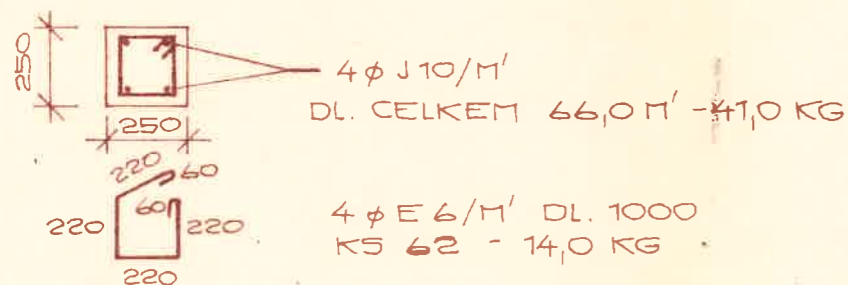 250
4 φ J 10/M'
DL. CELKEM 66,0 M' - 41,0 KG
250
220 60
60
220 220
4 φ E 6/M' DL. 1000
KS 62 - 14,0 KG
220